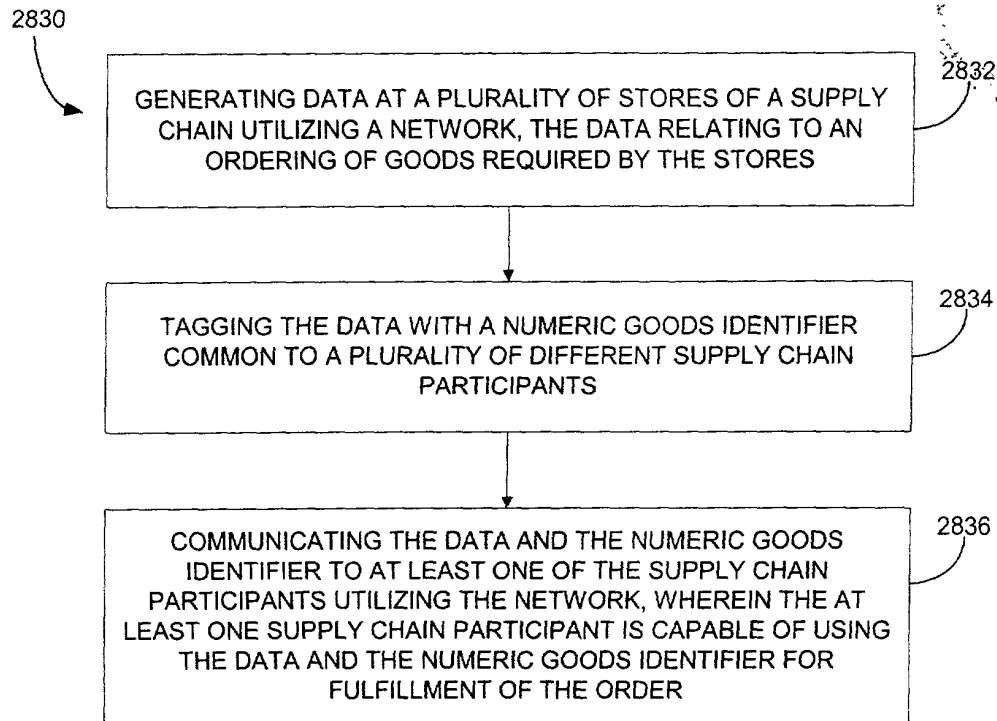 2830
2832
GENERATING DATA AT A PLURALITY OF STORES OF A SUPPLY
CHAIN UTILIZING A NETWORK, THE DATA RELATING TO AN
ORDERING OF GOODS REQUIRED BY THE STORES
2834
TAGGING THE DATA WITH A NUMERIC GOODS IDENTIFIER
COMMON TO A PLURALITY OF DIFFERENT SUPPLY CHAIN
PARTICIPANTS
2836
COMMUNICATING THE DATA AND THE NUMERIC GOODS
IDENTIFIER TO AT LEAST ONE OF THE SUPPLY CHAIN
PARTICIPANTS UTILIZING THE NETWORK, WHEREIN THE AT
LEAST ONE SUPPLY CHAIN PARTICIPANT IS CAPABLE OF USING
THE DATA AND THE NUMERIC GOODS IDENTIFIER FOR
FULFILLMENT OF THE ORDER